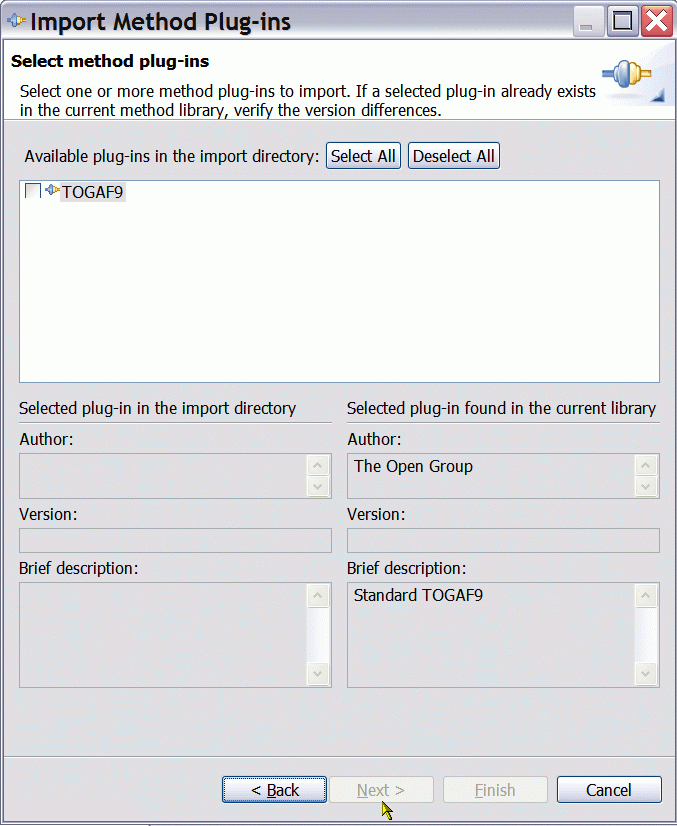 Import Method Plug-ins
Select method plug-ins
Select one or more method plug-ins to import. If a selected plug-in already exists
in the current method library, verify the version differences.
Available plug-ins in the import directory: Select All Deselect All
TOGAF9
Selected plug-in in the import directory Selected plug-in found in the current library
Author: Author:
The Open Group
Version: Version:
Brief description: Brief description:
Standard TOGAF9
< Back Next > Finish Cancel